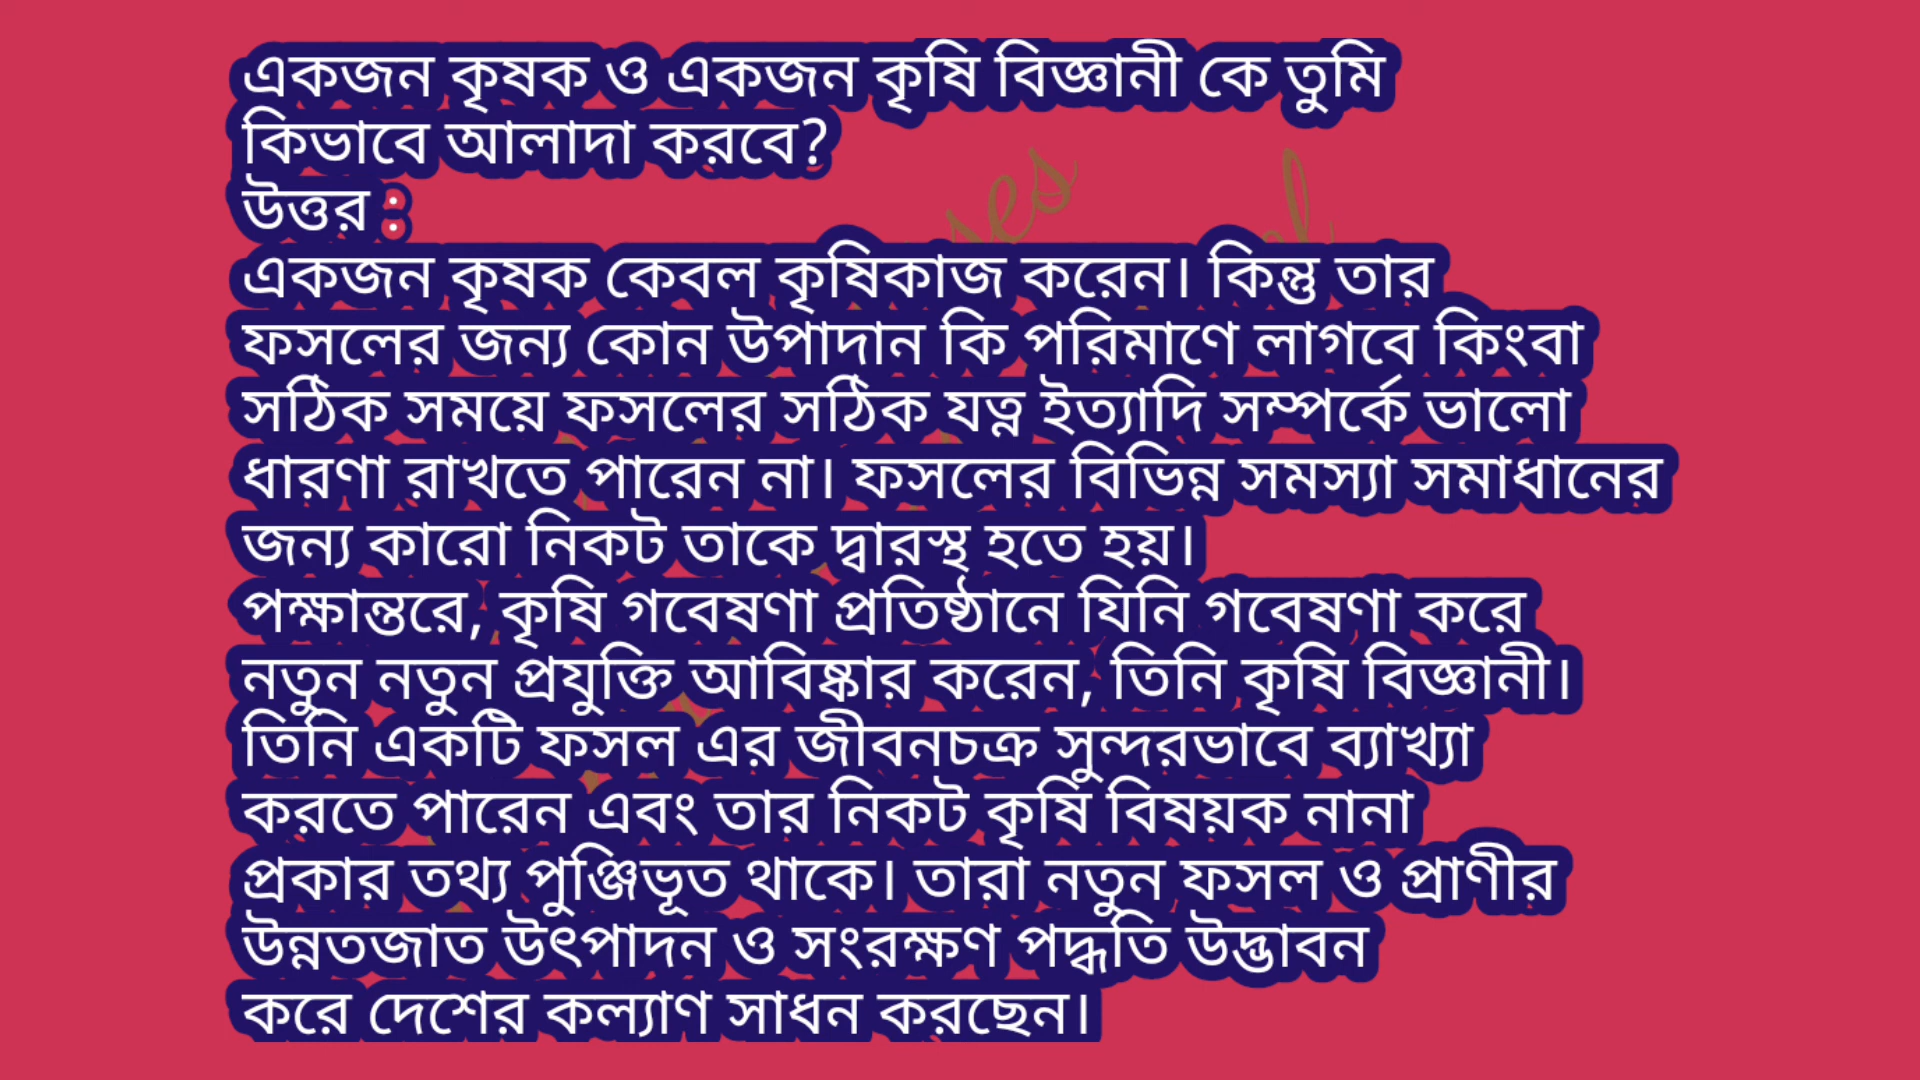 একজন কৃষক ও একজন কৃষি বিজ্ঞানী কে তুমি
কিভাবে আলাদা করবে?
উত্তর :
একজন কৃষক কেবল কৃষিকাজ করেন। কিন্তু তার
ফসলের জন্য কোন উপাদান কি পরিমাণে লাগবে কিংবা
সঠিক সময়ে ফসলের সঠিক যত্ন ইত্যাদি সম্পর্কে ভালো
ধারণা রাখতে পারেন না। ফসলের বিভিন্ন সমস্যা সমাধানের
জন্য কারো নিকট তাকে দ্বারস্থ হতে হয়।
পক্ষান্তরে, কৃষি গবেষণা প্রতিষ্ঠানে যিনি গবেষণা করে
নতুন নতুন প্রযুক্তি আবিষ্কার করেন, তিনি কৃষি বিজ্ঞানী।
তিনি একটি ফসল এর জীবনচক্র সুন্দরভাবে ব্যাখ্যা
করতে পারেন এবং তার নিকট কৃষি বিষয়ক নানা
প্রকার তথ্য পুঞ্জিভূত থাকে। তারা নতুন ফসল ও প্রাণীর
উন্নতজাত উৎপাদন ও সংরক্ষণ পদ্ধতি উদ্ভাবন
করে দেশের কল্যাণ সাধন করছেন।